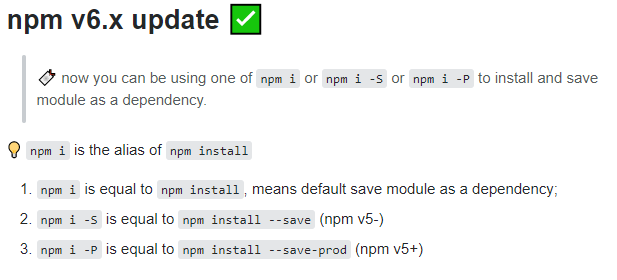 npm v6.x update ✅
now you can be using one of npm i or npm i -S or npm i -P to install and save
module as a dependency.
npm i is the alias of npm install
1. npm i is equal to npm install, means default save module as a dependency;
2. npm i -S is equal to npm install --save (npm v5-)
3. npm i -P is equal to npm install --save-prod (npm v5+)